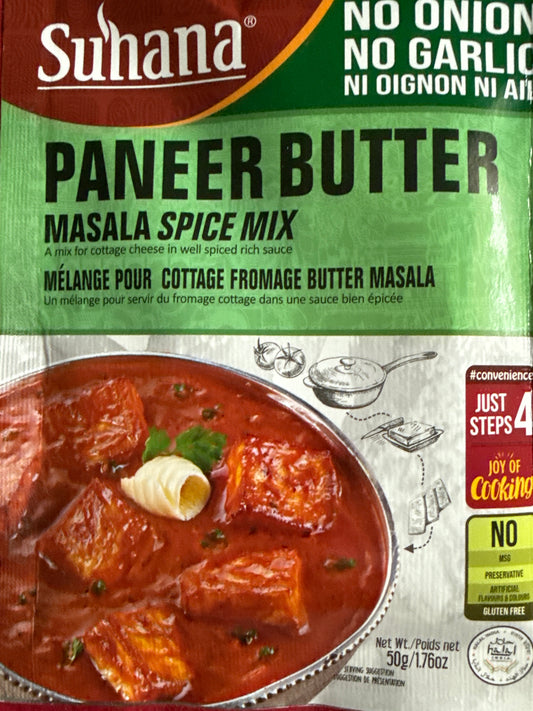 Suhana®
NO ONION
NO GARLIC
NI OIGNON NI AIL
PANEER BUTTER
MASALA SPICE MIX
A mix for cottage cheese in well spiced rich sauce
MÉLANGE POUR COTTAGE FROMAGE BUTTER MASALA
Un mélange pour servir du fromage cottage dans une sauce bien épicée
#convenience
JUST
STEPS 4
JOY OF
Cooking
NO
MSG
PRESERVATIVE
ARTIFICIAL
FLAVOURS & COLOURS
GLUTEN FREE
Net Wt./Poids net
50g/1.76oz
SERVING SUGGESTION
SUGGESTION DE PRÉSENTATION
halal
INDIA